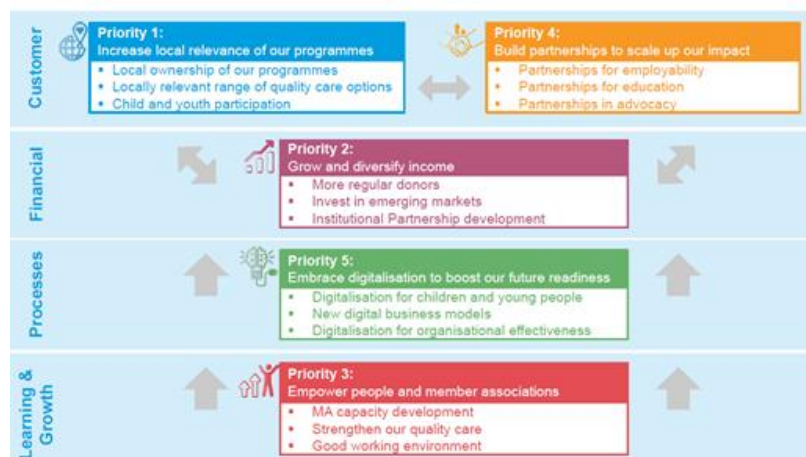 Customer
Priority 1:
Increase local relevance of our programmes
▪ Local ownership of our programmes
▪ Locally relevant range of quality care options
▪ Child and youth participation
Priority 4:
Build partnerships to scale up our impact
▪ Partnerships for employability
▪ Partnerships for education
▪ Partnerships in advocacy
Financial
Priority 2:
Grow and diversify income
▪ More regular donors
▪ Invest in emerging markets
▪ Institutional Partnership development
Processes
Priority 5:
Embrace digitalisation to boost our future readiness
▪ Digitalisation for children and young people
▪ New digital business models
▪ Digitalisation for organisational effectiveness
Learning &
Growth
Priority 3:
Empower people and member associations
▪ MA capacity development
▪ Strengthen our quality care
▪ Good working environment